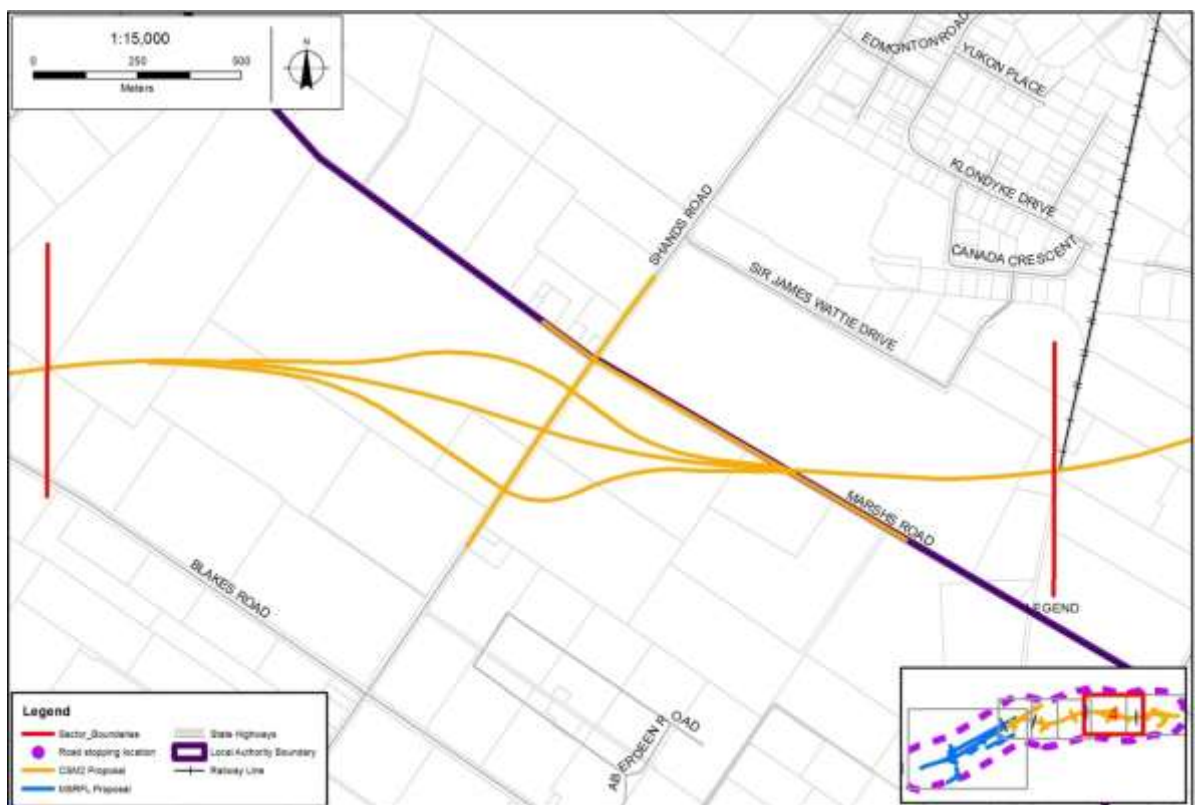 1:15,000
0 250 500
Meters
N
EDMONTON ROAD
YUKON PLACE
KLONDYKE DRIVE
CANADA CRESCENT
SHANDS ROAD
SIR JAMES WATTIE DRIVE
MARSHS ROAD
BLAKES ROAD
LEGEND
ABERDEEN ROAD
Legend
Sector_Boundaries
Road stopping location
CSM2 Proposal
MSRFL Proposal
State Highways
Local Authority Boundary
Railway Line
4